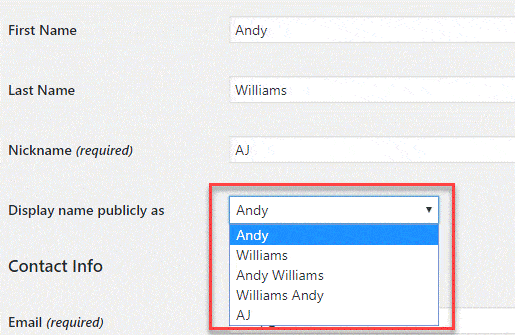 First Name Andy
Last Name Williams
Nickname (required) AJ
Display name publicly as Andy
Andy
Williams
Contact Info
Andy Williams
Williams Andy
Email (required)
AJ